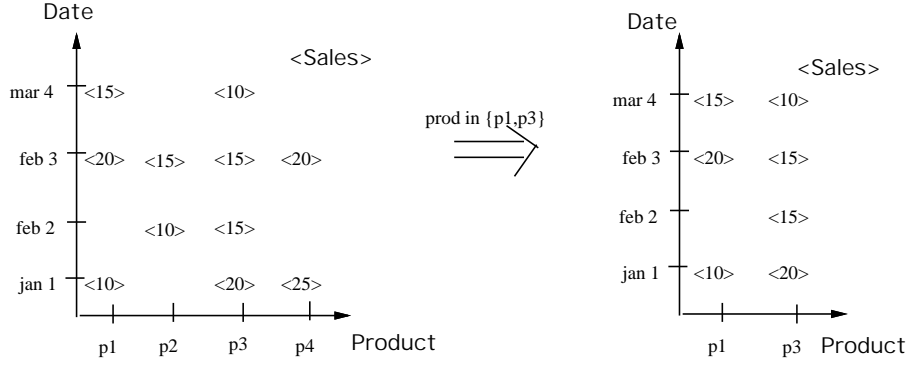 Date
<Sales>
mar 4 <15> <10>
feb 3 <20> <15> <15> <20>
feb 2 <10> <15>
jan 1 <10> <20> <25>
p1 p2 p3 p4 Product
prod in {p1,p3}
Date
<Sales>
mar 4 <15> <10>
feb 3 <20> <15>
feb 2 <15>
jan 1 <10> <20>
p1 p3 Product